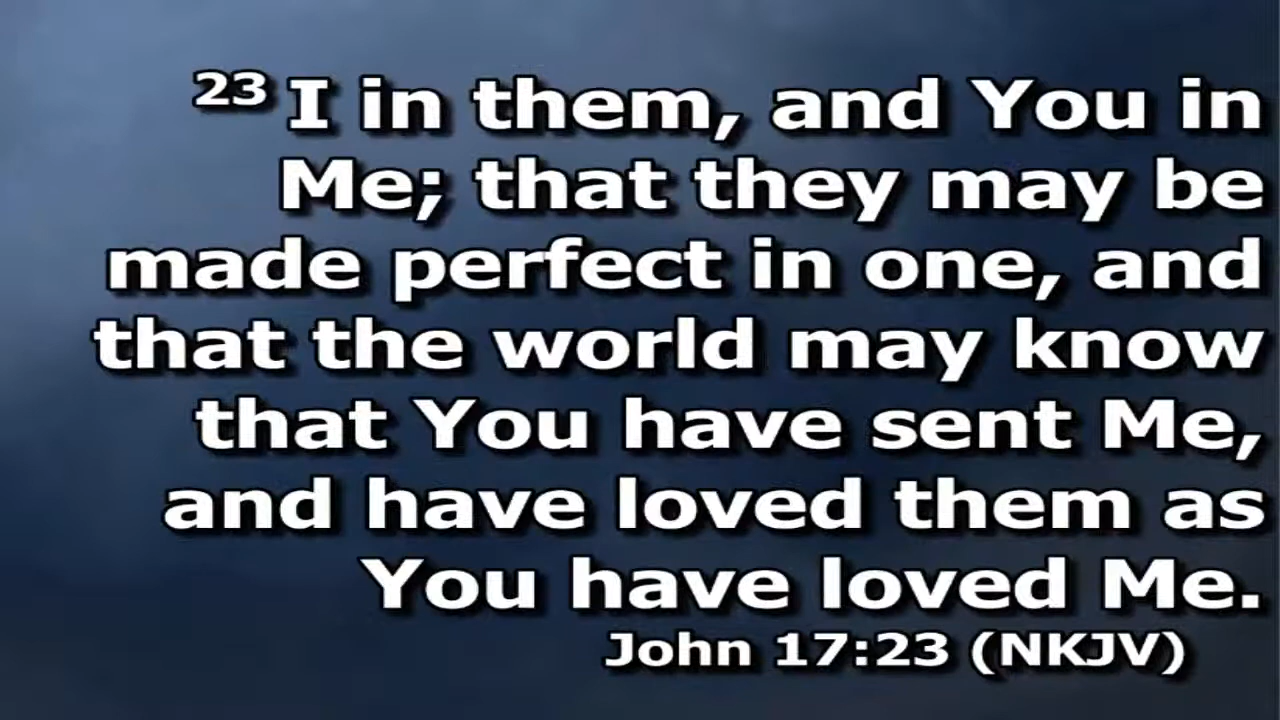 23 I in them, and You in
Me; that they may be
made perfect in one, and
that the world may know
that You have sent Me,
and have loved them as
You have loved Me.
John 17:23 (NKJV)